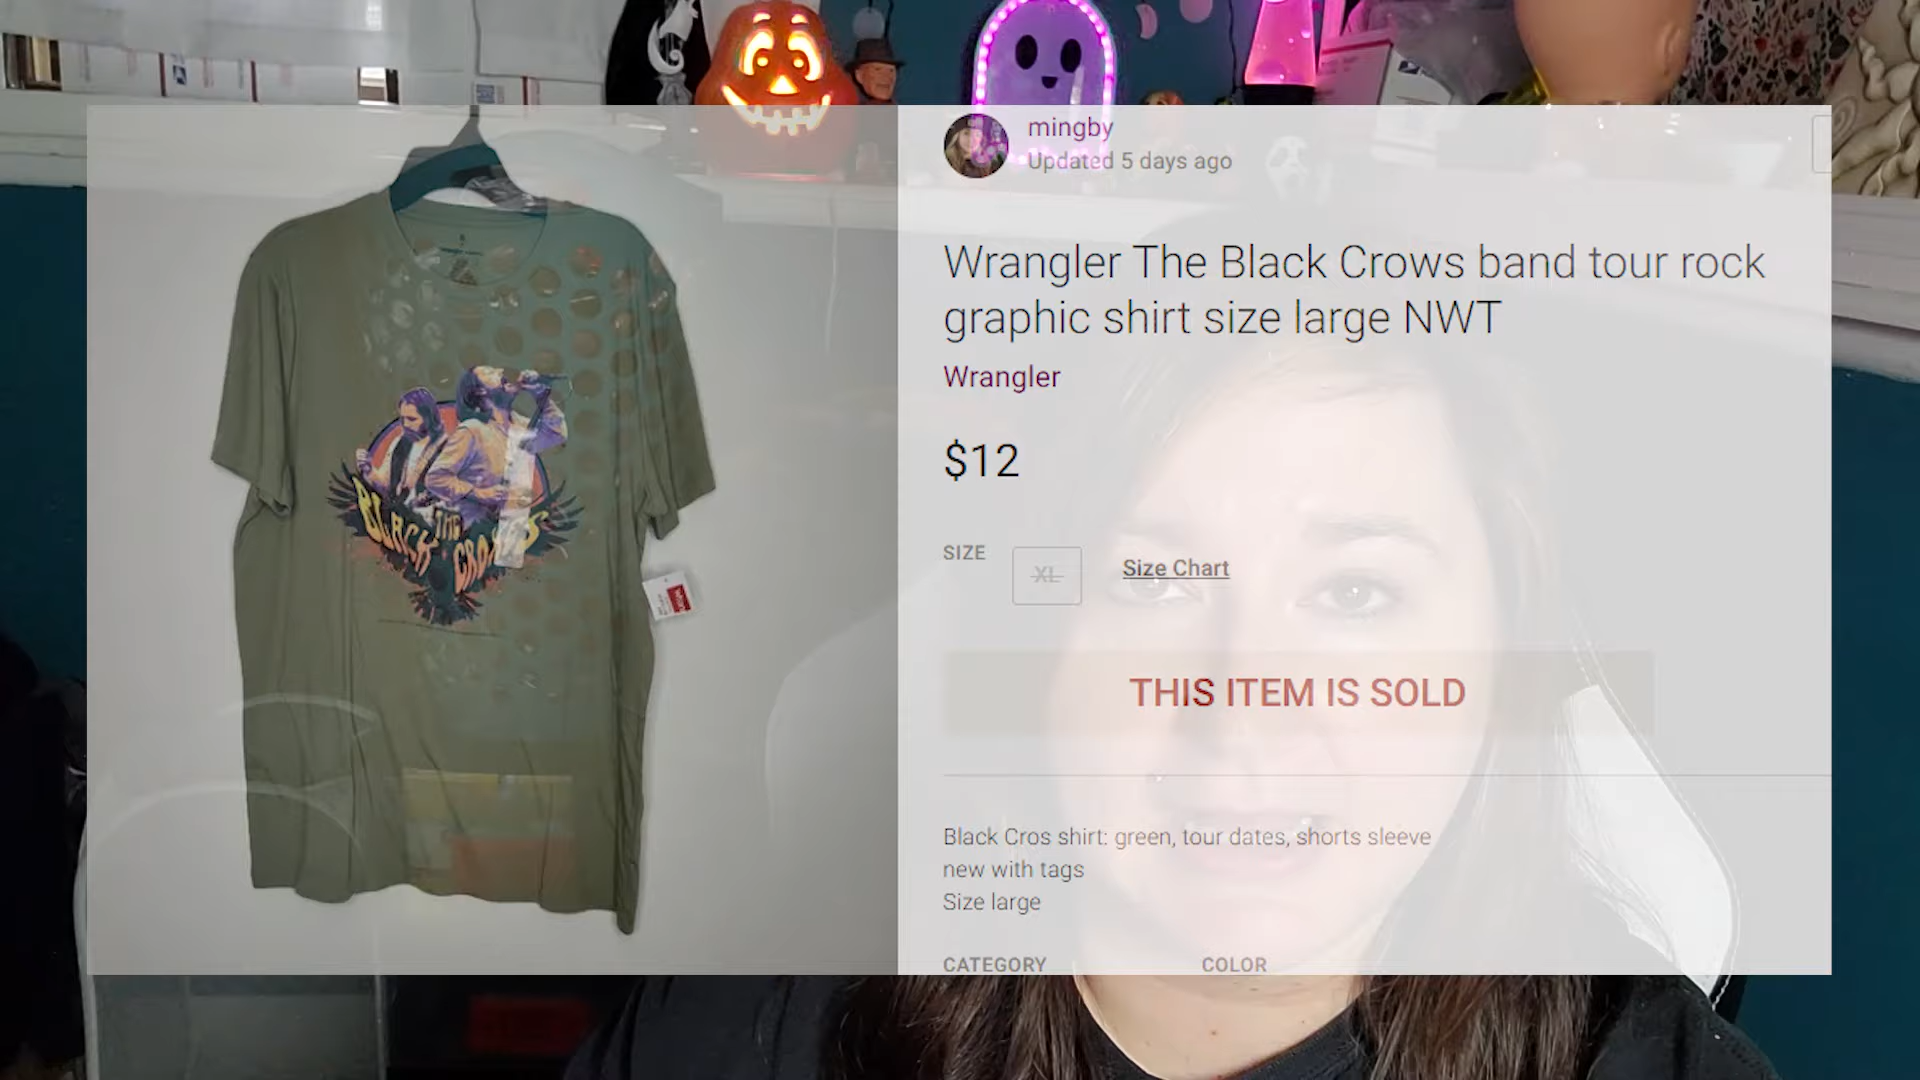 mingby
Updated 5 days ago
Wrangler The Black Crows band tour rock
graphic shirt size large NWT
Wrangler
$12
SIZE
XL
Size Chart
THIS ITEM IS SOLD
Black Cros shirt: green, tour dates, shorts sleeve
new with tags
Size large
CATEGORY
COLOR
THE
BLACK CROWES